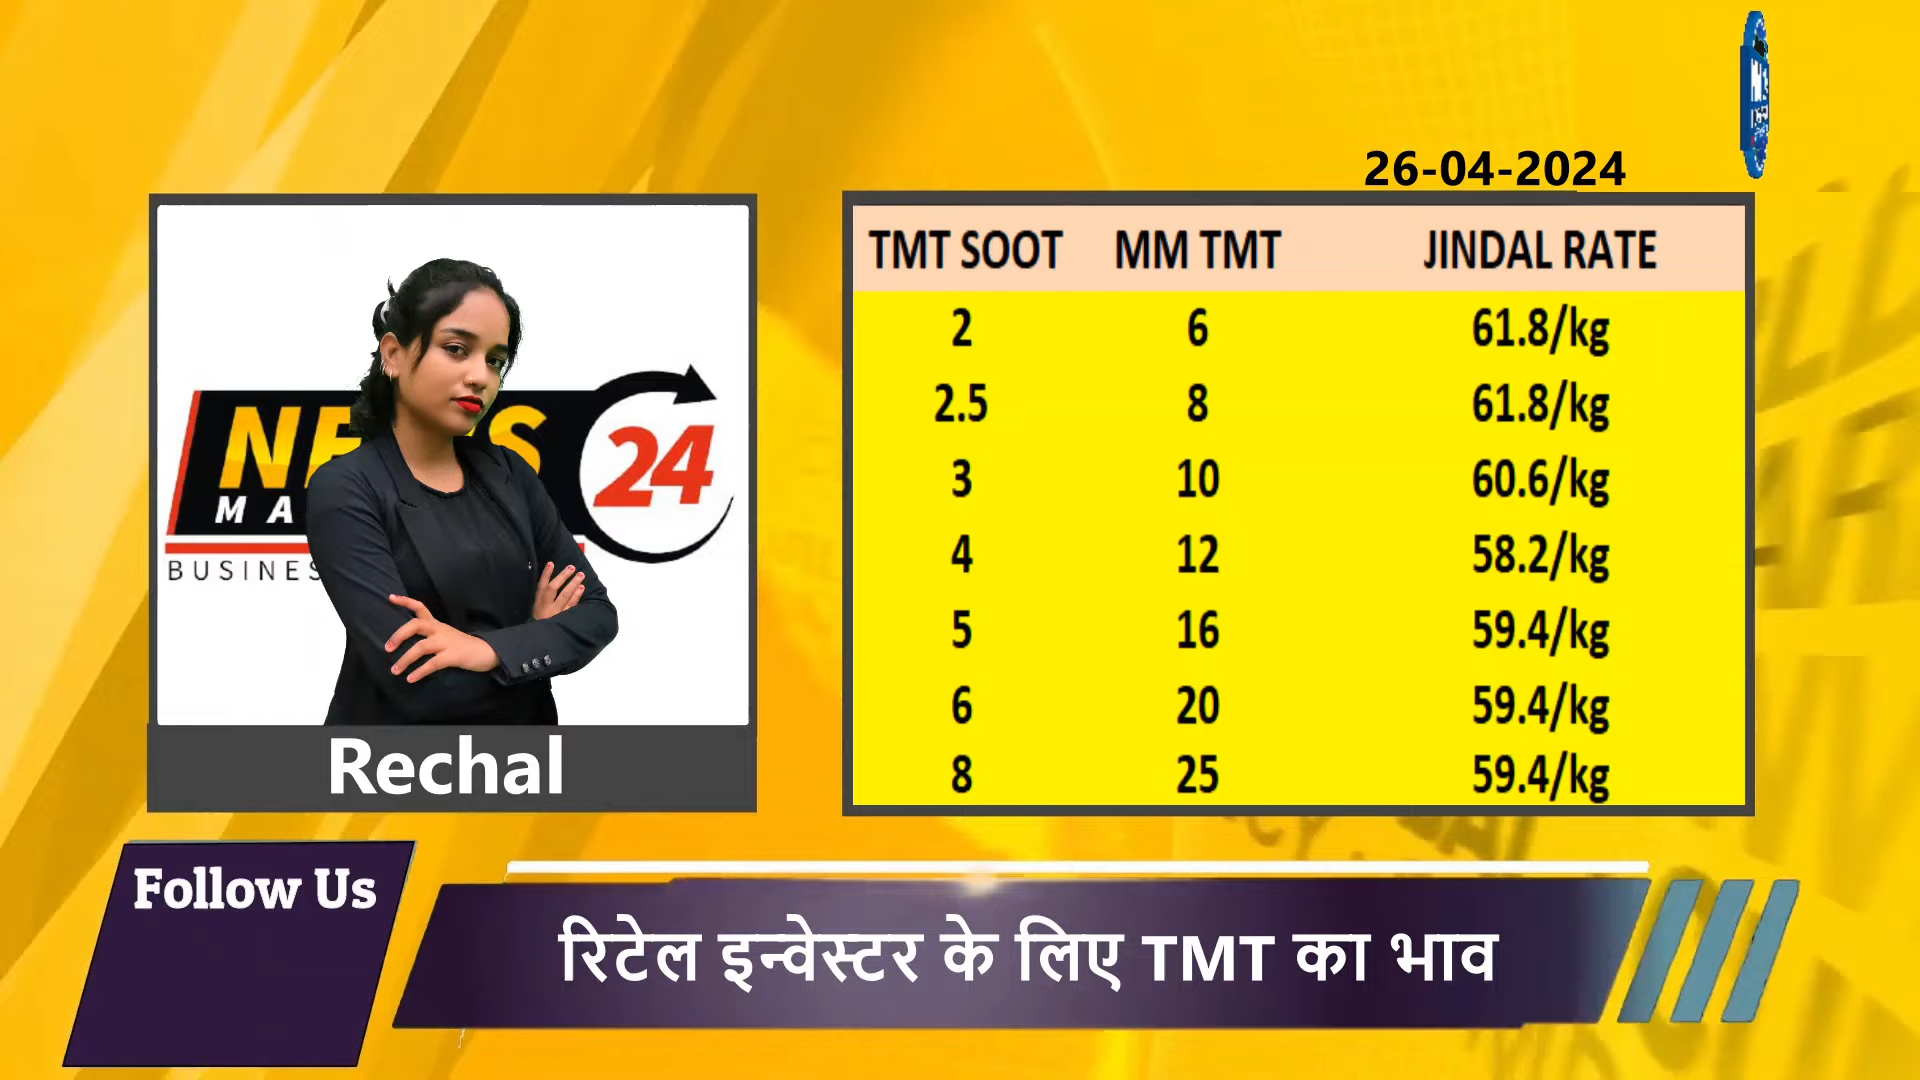 26-04-2024
TMT SOOT MM TMT JINDAL RATE
2 6 61.8/kg
2.5 8 61.8/kg
3 10 60.6/kg
4 12 58.2/kg
5 16 59.4/kg
6 20 59.4/kg
8 25 59.4/kg
24
BUSINES
Rechal
Follow Us
रिटेल इन्वेस्टर के लिए TMT का भाव